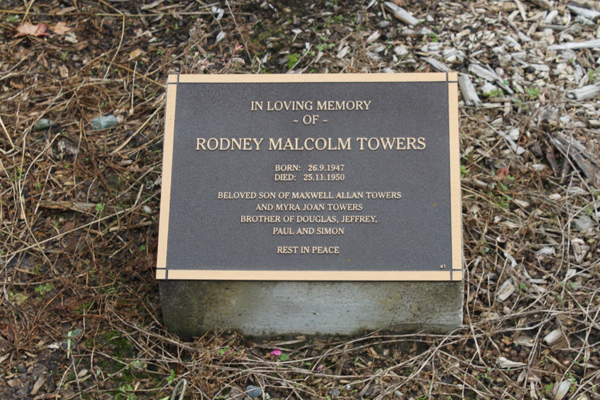 IN LOVING MEMORY
~ OF ~
RODNEY MALCOLM TOWERS
BORN: 26.9.1947
DIED: 25.11.1950
BELOVED SON OF MAXWELL ALLAN TOWERS
AND MYRA JOAN TOWERS
BROTHER OF DOUGLAS, JEFFREY,
PAUL AND SIMON
REST IN PEACE
41